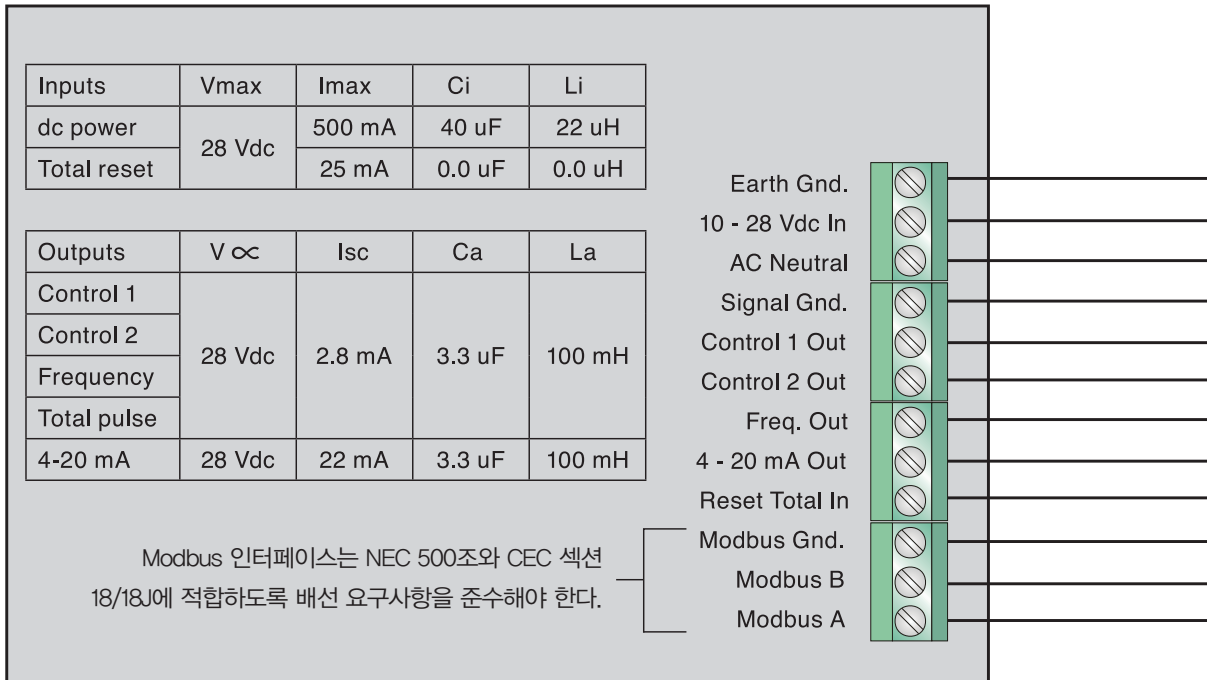 Inputs Vmax Imax Ci Li
dc power 28 Vdc 500 mA 40 uF 22 uH
Total reset 25 mA 0.0 uF 0.0 uH
Outputs V ∝ Isc Ca La
Control 1
Control 2
Frequency
Total pulse
28 Vdc 2.8 mA 3.3 uF 100 mH
4-20 mA 28 Vdc 22 mA 3.3 uF 100 mH
Earth Gnd.
10 - 28 Vdc In
AC Neutral
Signal Gnd.
Control 1 Out
Control 2 Out
Freq. Out
4 - 20 mA Out
Reset Total In
Modbus Gnd.
Modbus B
Modbus A
Modbus 인터페이스는 NEC 500조와 CEC 섹션
18/18J에 적합하도록 배선 요구사항을 준수해야 한다.